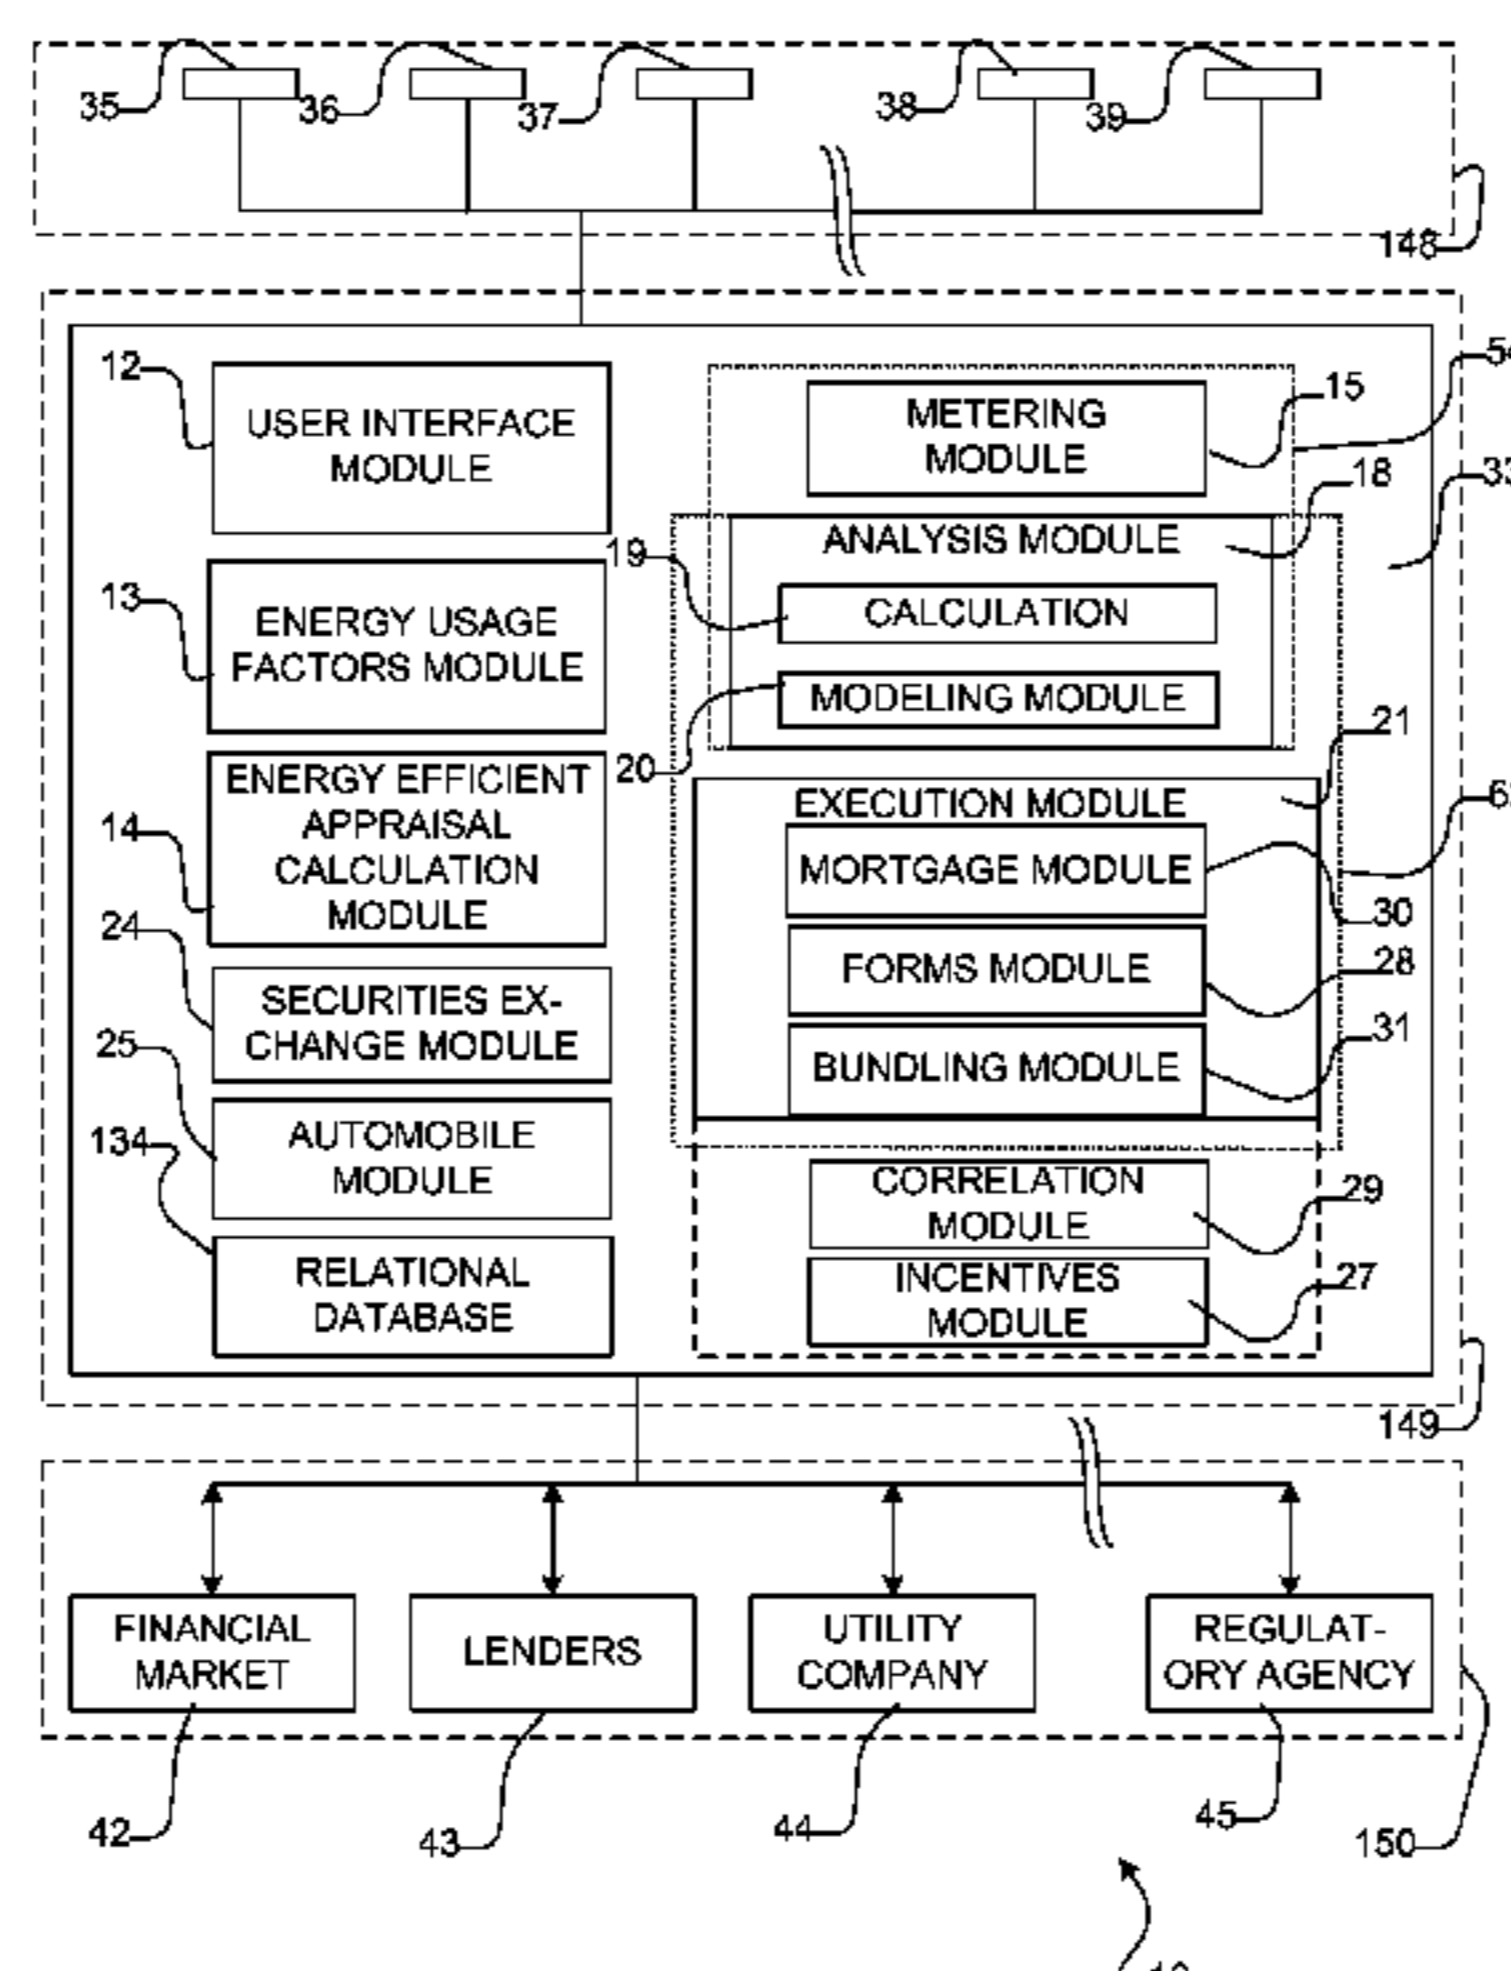 35
36
37
38
39
148
12
USER INTERFACE
MODULE
METERING
MODULE
15
54
18
33
ANALYSIS MODULE
19
CALCULATION
13
ENERGY USAGE
FACTORS MODULE
MODELING MODULE
20
21
ENERGY EFFICIENT
APPRAISAL
CALCULATION
MODULE
14
EXECUTION MODULE
MORTGAGE MODULE
30
24
SECURITIES EX-
CHANGE MODULE
FORMS MODULE
28
25
AUTOMOBILE
MODULE
BUNDLING MODULE
31
134
RELATIONAL
DATABASE
CORRELATION
MODULE
29
INCENTIVES
MODULE
27
149
FINANCIAL
MARKET
LENDERS
UTILITY
COMPANY
REGULAT-
ORY AGENCY
42
43
44
45
150